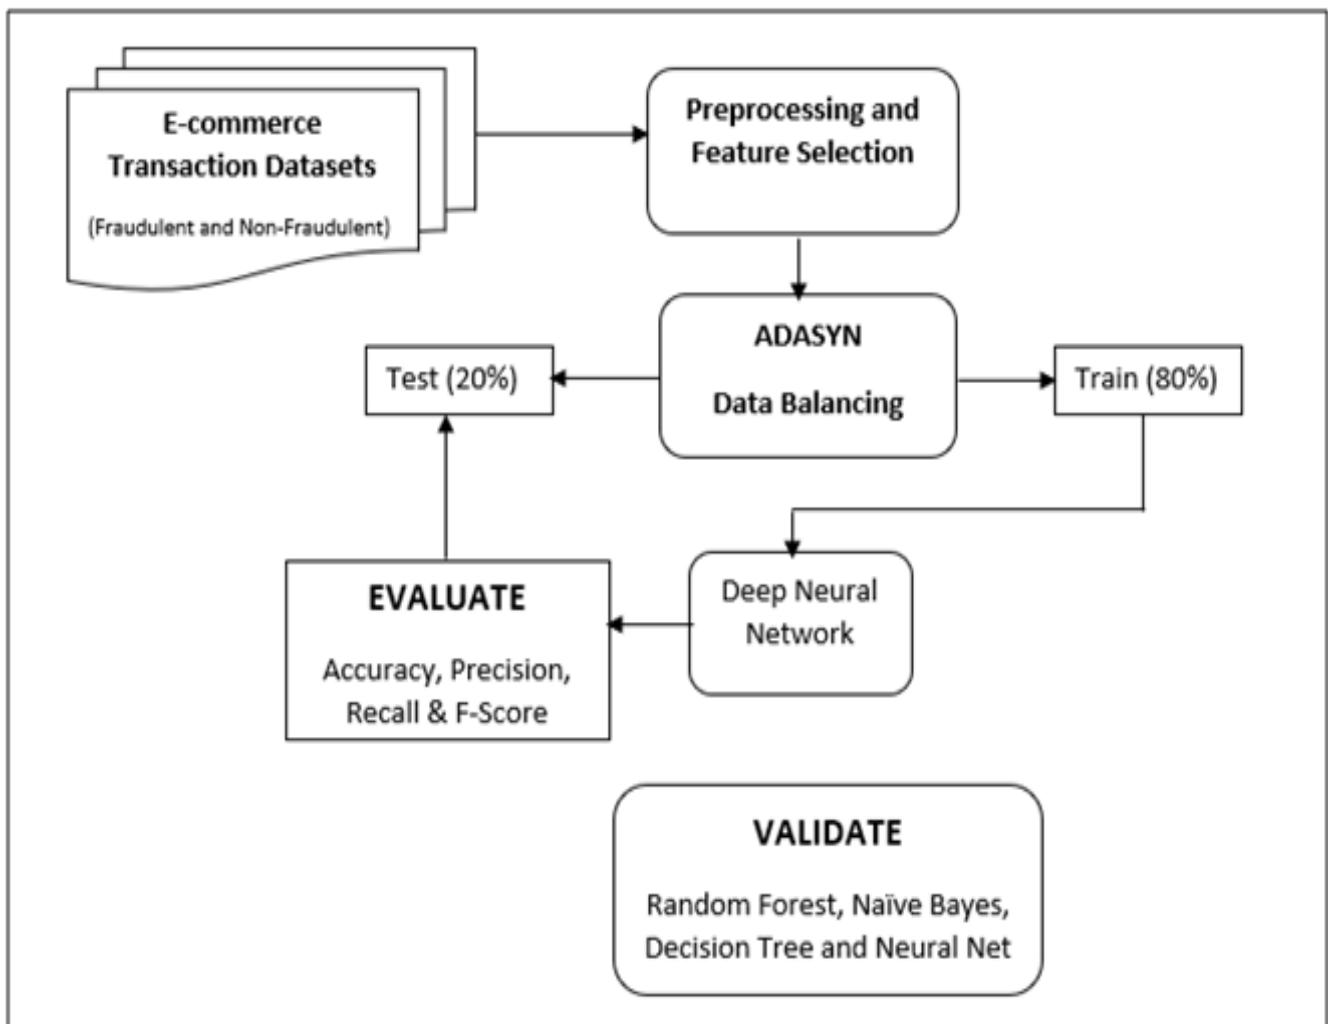 E-commerce
Transaction Datasets
(Fraudulent and Non-Fraudulent)
Preprocessing and
Feature Selection
ADASYN
Data Balancing
Test (20%)
Train (80%)
Deep Neural
Network
EVALUATE
Accuracy, Precision,
Recall & F-Score
VALIDATE
Random Forest, Naïve Bayes,
Decision Tree and Neural Net